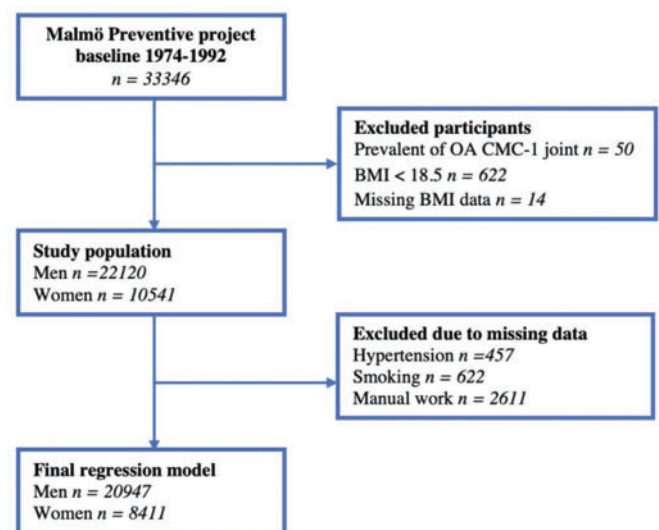 Malmö Preventive project
baseline 1974-1992
n = 33346
Excluded participants
Prevalent of OA CMC-1 joint n = 50
BMI < 18.5 n = 622
Missing BMI data n = 14
Study population
Men n =22120
Women n = 10541
Excluded due to missing data
Hypertension n =457
Smoking n = 622
Manual work n = 2611
Final regression model
Men n = 20947
Women n = 8411